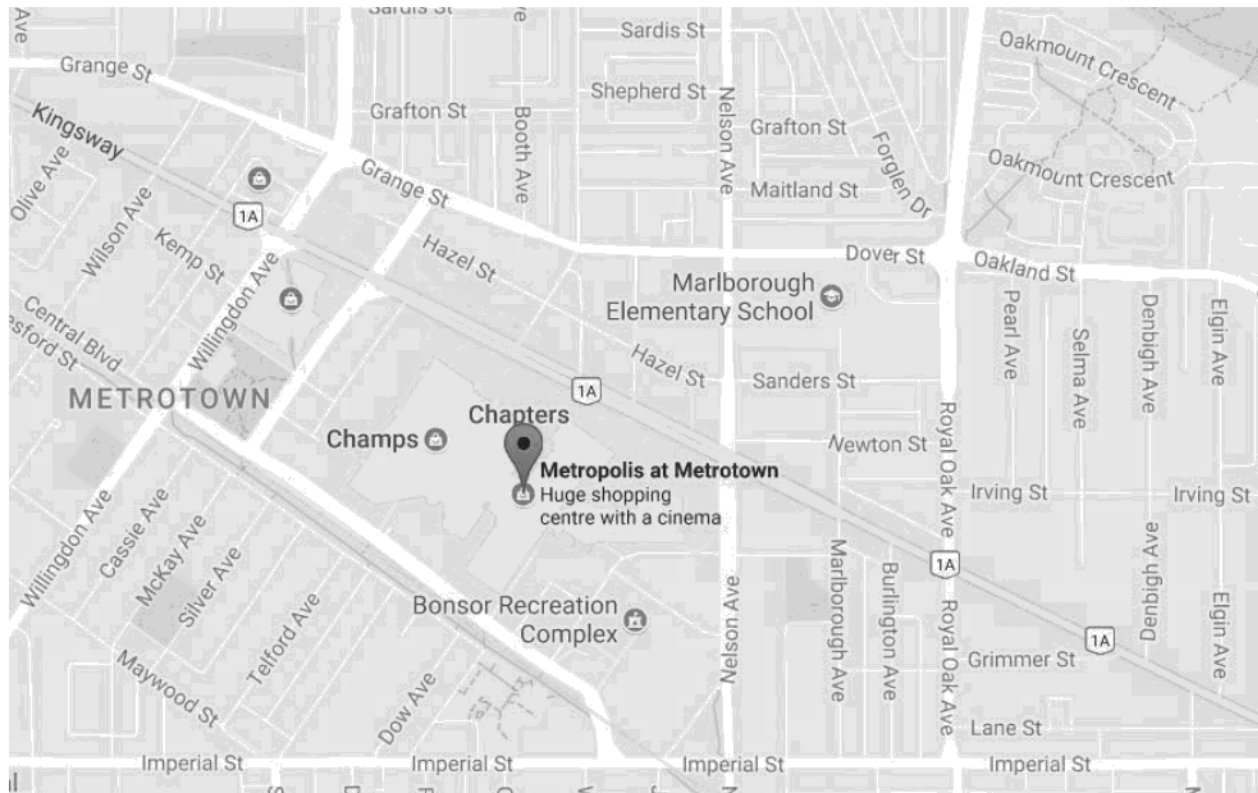 Sardis St
Ave
Ave
Sardis St
Oakmount Crescent
Grange St
Shepherd St
Nelson Ave
Kingsway
Grafton St
Booth Ave
Grafton St
Forglen Dr
Olive Ave
Oakmount Crescent
Grange St
Maitland St
1A
Wilson Ave
Kemp St
Hazel St
Dover St
Oakland St
Willingdon Ave
Marlborough
Elementary School
Pearl Ave
Denbigh Ave
Elgin Ave
Central Blvd
esford St
Selma Ave
Hazel St
Sanders St
1A
METROTOWN
Chapters
Champs
Royal Oak Ave
Newton St
Metropolis at Metrotown
Huge shopping
centre with a cinema
Irving St
Irving St
Willingdon Ave
Cassie Ave
McKay Ave
Silver Ave
Denbigh Ave
Marlborough Ave
Burlington Ave
1A
Telford Ave
Bonsor Recreation
Complex
Nelson Ave
Royal Oak Ave
Elgin Ave
1A
Grimmer St
Maywood St
Dow Ave
Lane St
Imperial St
Imperial St
Imperial St
Imperial St